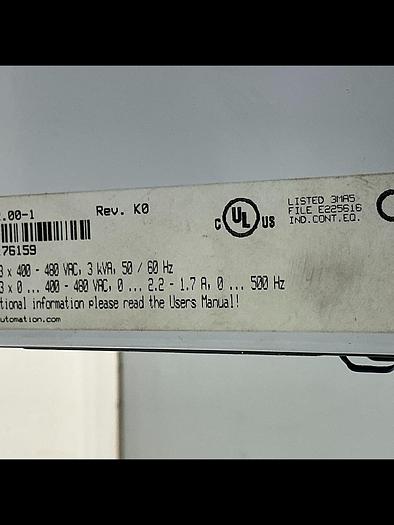 2.00-1
Rev. K0
76159
3 x 400 - 480 VAC, 3 kVA, 50 / 60 Hz
3 x 0 ... 400 - 480 VAC, 0 ... 2.2 - 1.7 A, 0 ... 500 Hz
tional information please read the Users Manual!
utomation.com
C UL US
LISTED 3MA5
FILE E225616
IND.CONT.EQ.